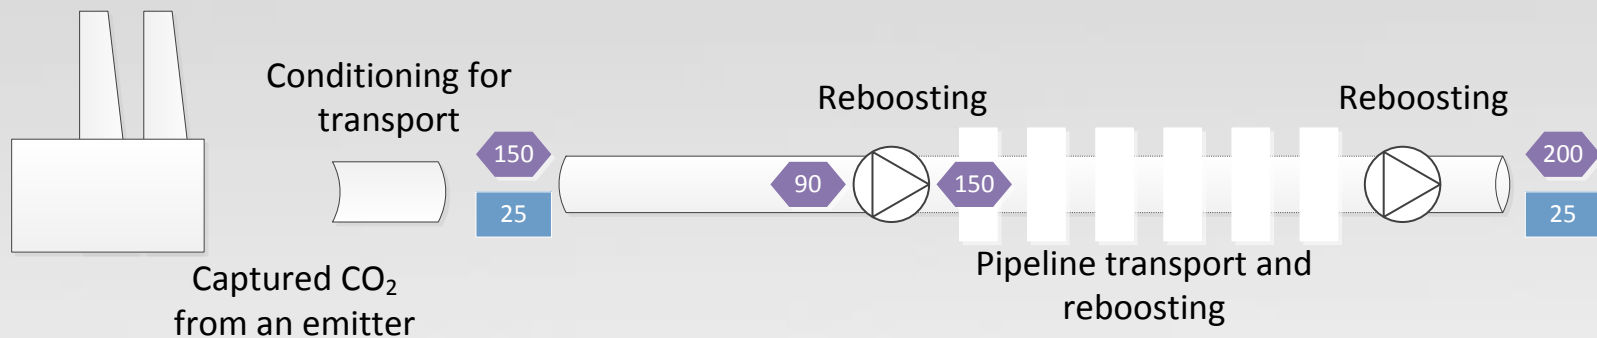 Conditioning for
transport
Reboosting
Reboosting
150
25
90
150
200
25
Captured CO₂
from an emitter
Pipeline transport and
reboosting